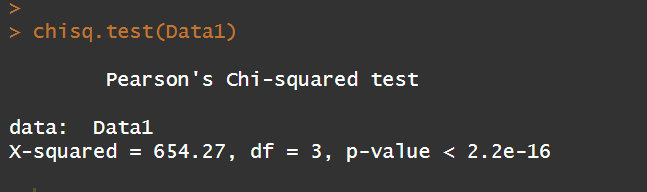 >
> chisq.test(Data1)
Pearson's Chi-squared test
data:  Data1
X-squared = 654.27, df = 3, p-value < 2.2e-16